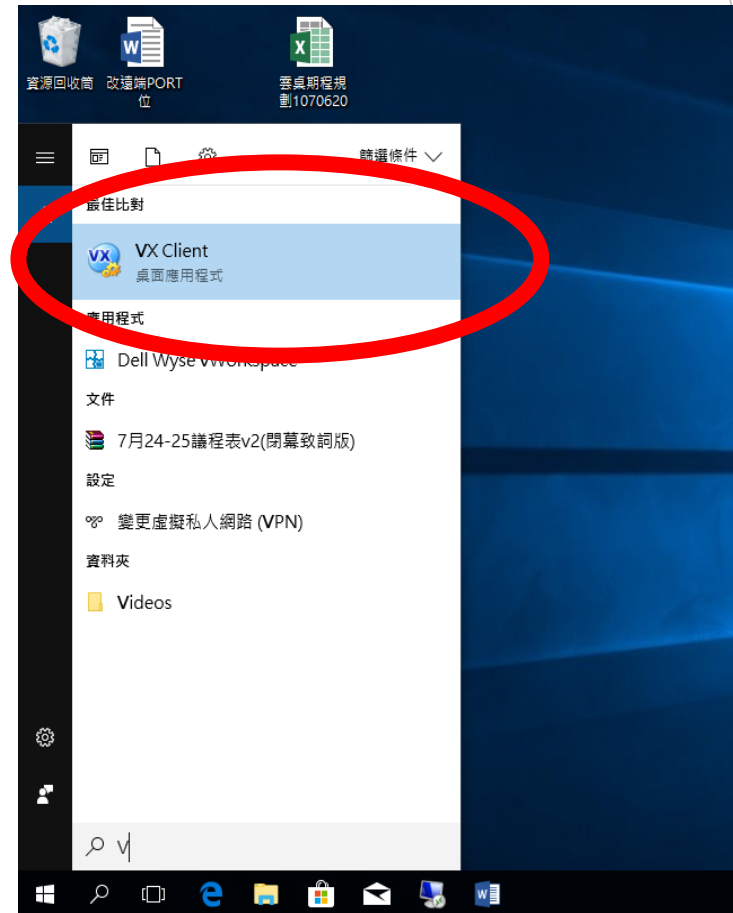 資源回收筒
改遠端PORT
位
雲桌期程規
劃1070620
篩選條件
最佳比對
VX Client
桌面應用程式
應用程式
Dell Wyse vWorkspace
文件
7月24-25議程表v2(閉幕致詞版)
設定
變更虛擬私人網路 (VPN)
資料夾
Videos
v